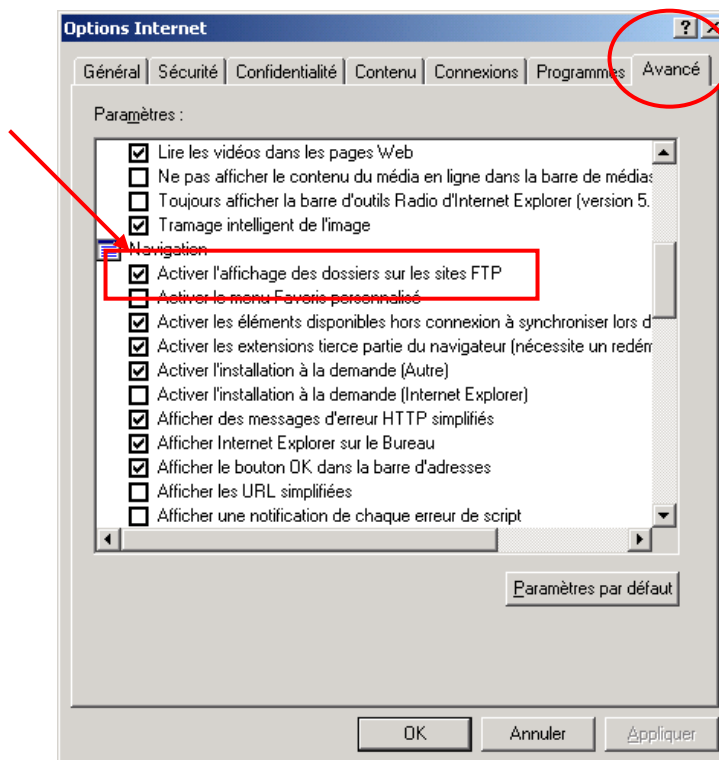 Options Internet
Général Sécurité Confidentialité Contenu Connexions Programmes Avancé
Paramètres :
Lire les vidéos dans les pages Web
Ne pas afficher le contenu du média en ligne dans la barre de médias
Toujours afficher la barre d'outils Radio d'Internet Explorer (version 5.
Tramage intelligent de l'image
Navigation
Activer l'affichage des dossiers sur les sites FTP
Activer le menu Favoris personnalisé
Activer les éléments disponibles hors connexion à synchroniser lors d
Activer les extensions tierce partie du navigateur (nécessite un redém
Activer l'installation à la demande (Autre)
Activer l'installation à la demande (Internet Explorer)
Afficher des messages d'erreur HTTP simplifiés
Afficher Internet Explorer sur le Bureau
Afficher le bouton OK dans la barre d'adresses
Afficher les URL simplifiées
Afficher une notification de chaque erreur de script
Paramètres par défaut
OK Annuler Appliquer